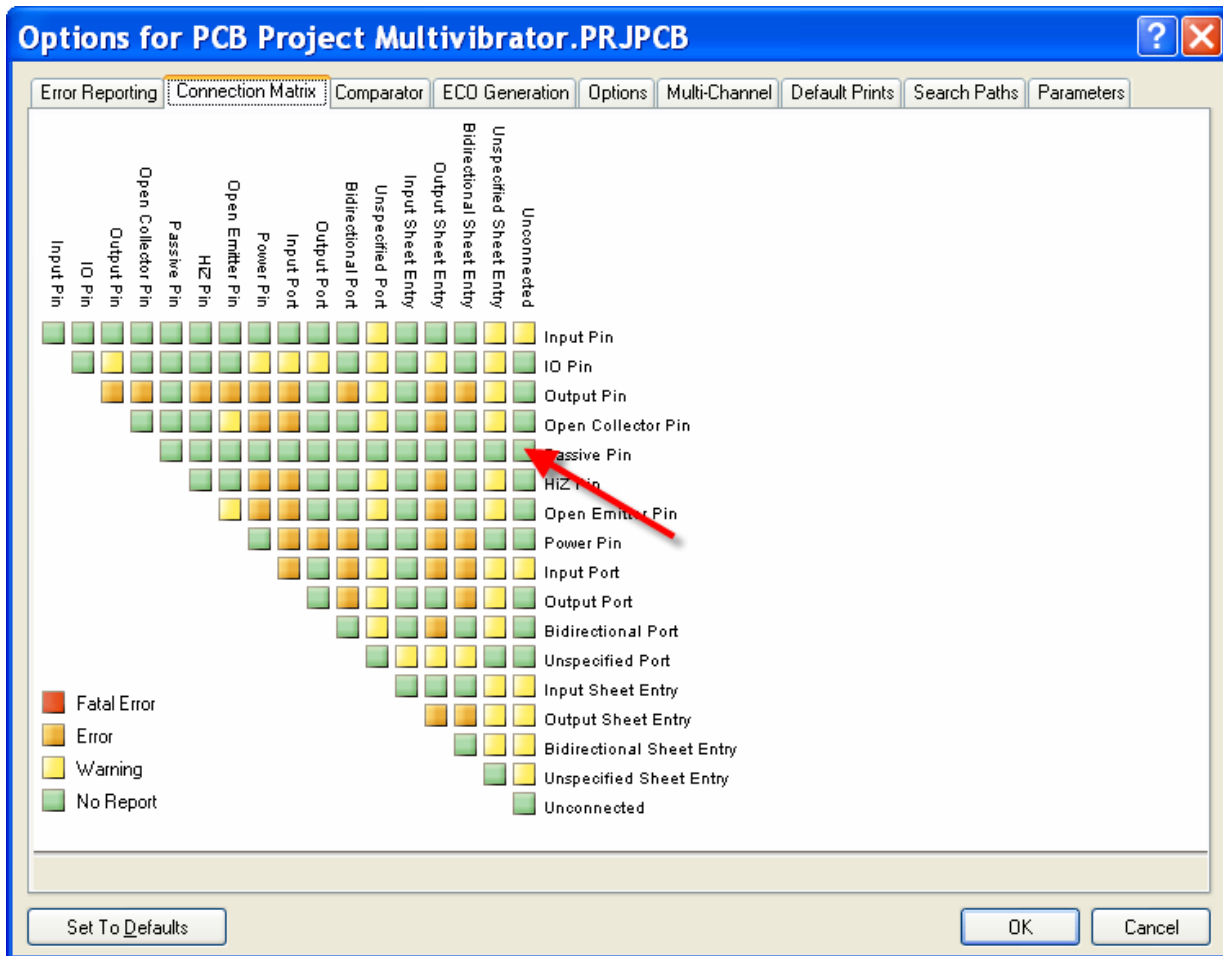 Options for PCB Project Multivibrator.PRJPCB
Error Reporting Connection Matrix Comparator ECO Generation Options Multi-Channel Default Prints Search Paths Parameters
Input Pin
IO Pin
Output Pin
Open Collector Pin
Passive Pin
HiZ Pin
Open Emitter Pin
Power Pin
Input Port
Output Port
Bidirectional Port
Unspecified Port
Input Sheet Entry
Output Sheet Entry
Bidirectional Sheet Entry
Unspecified Sheet Entry
Unconnected
Input Pin
IO Pin
Output Pin
Open Collector Pin
Passive Pin
HiZ Pin
Open Emitter Pin
Power Pin
Input Port
Output Port
Bidirectional Port
Unspecified Port
Input Sheet Entry
Output Sheet Entry
Bidirectional Sheet Entry
Unspecified Sheet Entry
Unconnected
Fatal Error
Error
Warning
No Report
Set To Defaults OK Cancel